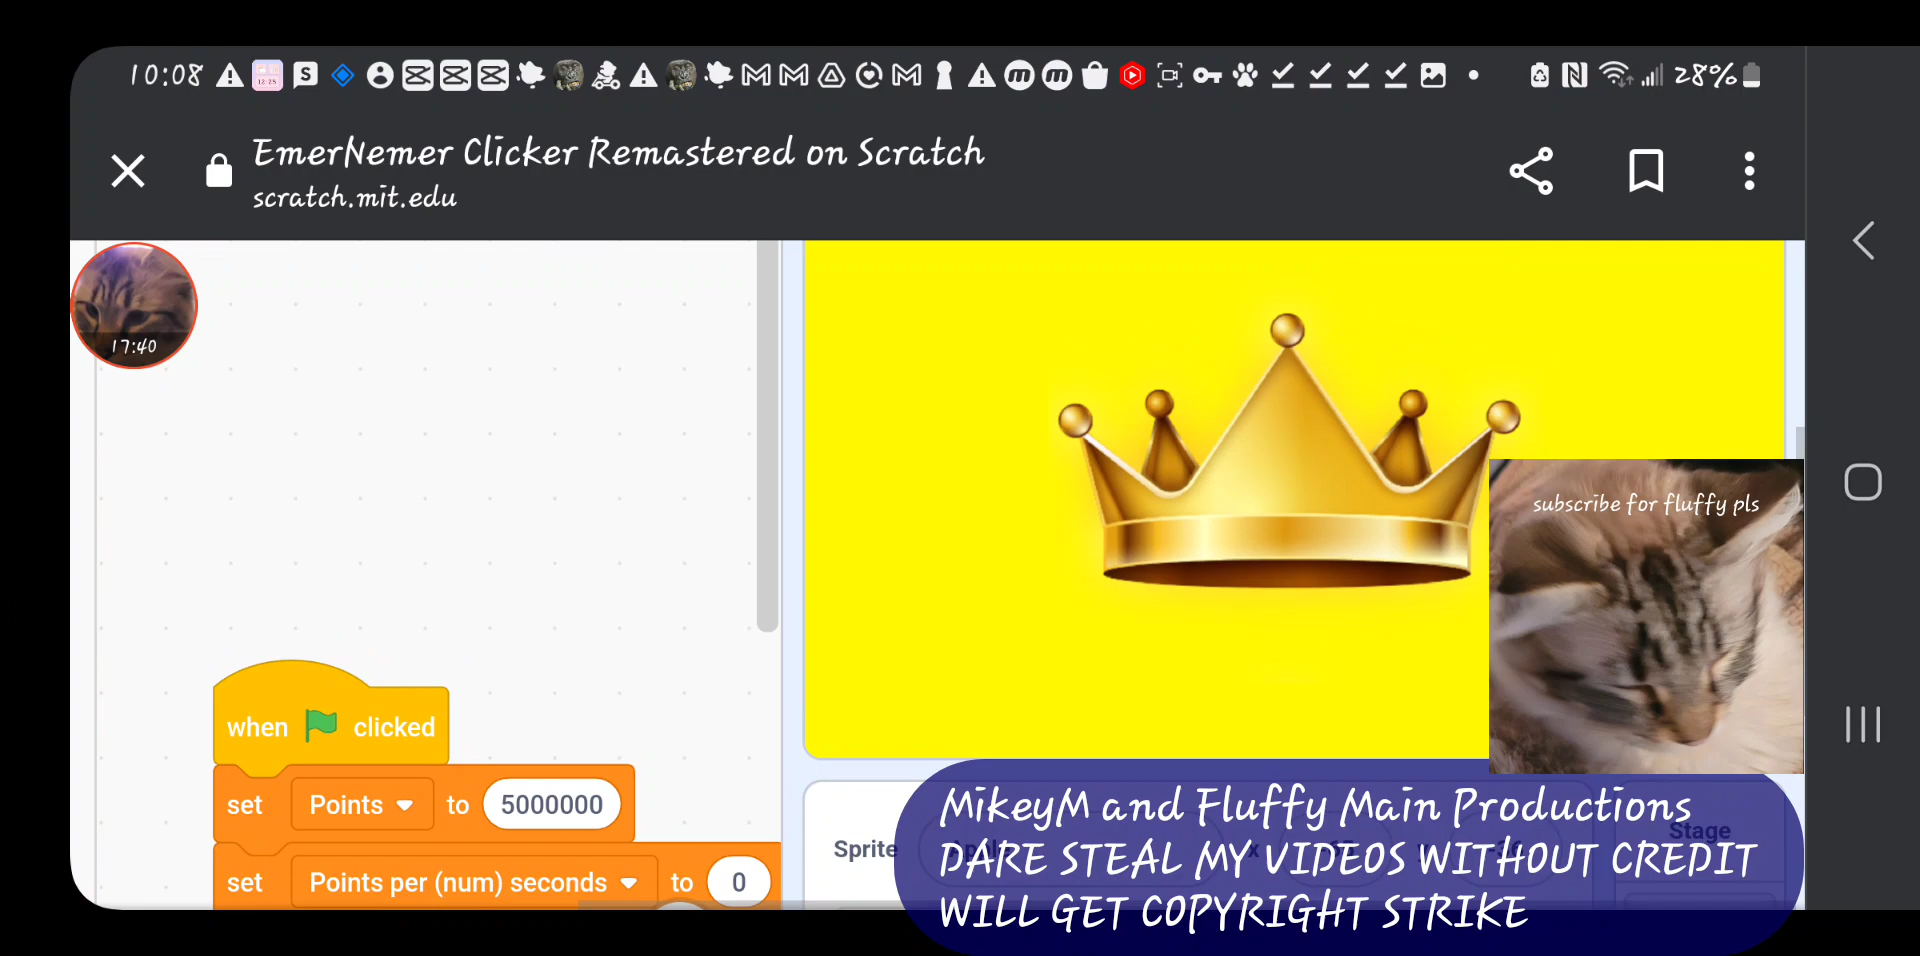 10:08
28%
EmerNemer Clicker Remastered on Scratch
scratch.mit.edu
17:40
subscribe for fluffy pls
when clicked
set Points to 5000000
set Points per (num) seconds to 0
Sprite
Stage
MikeyM and Fluffy Main Productions
DARE STEAL MY VIDEOS WITHOUT CREDIT
WILL GET COPYRIGHT STRIKE